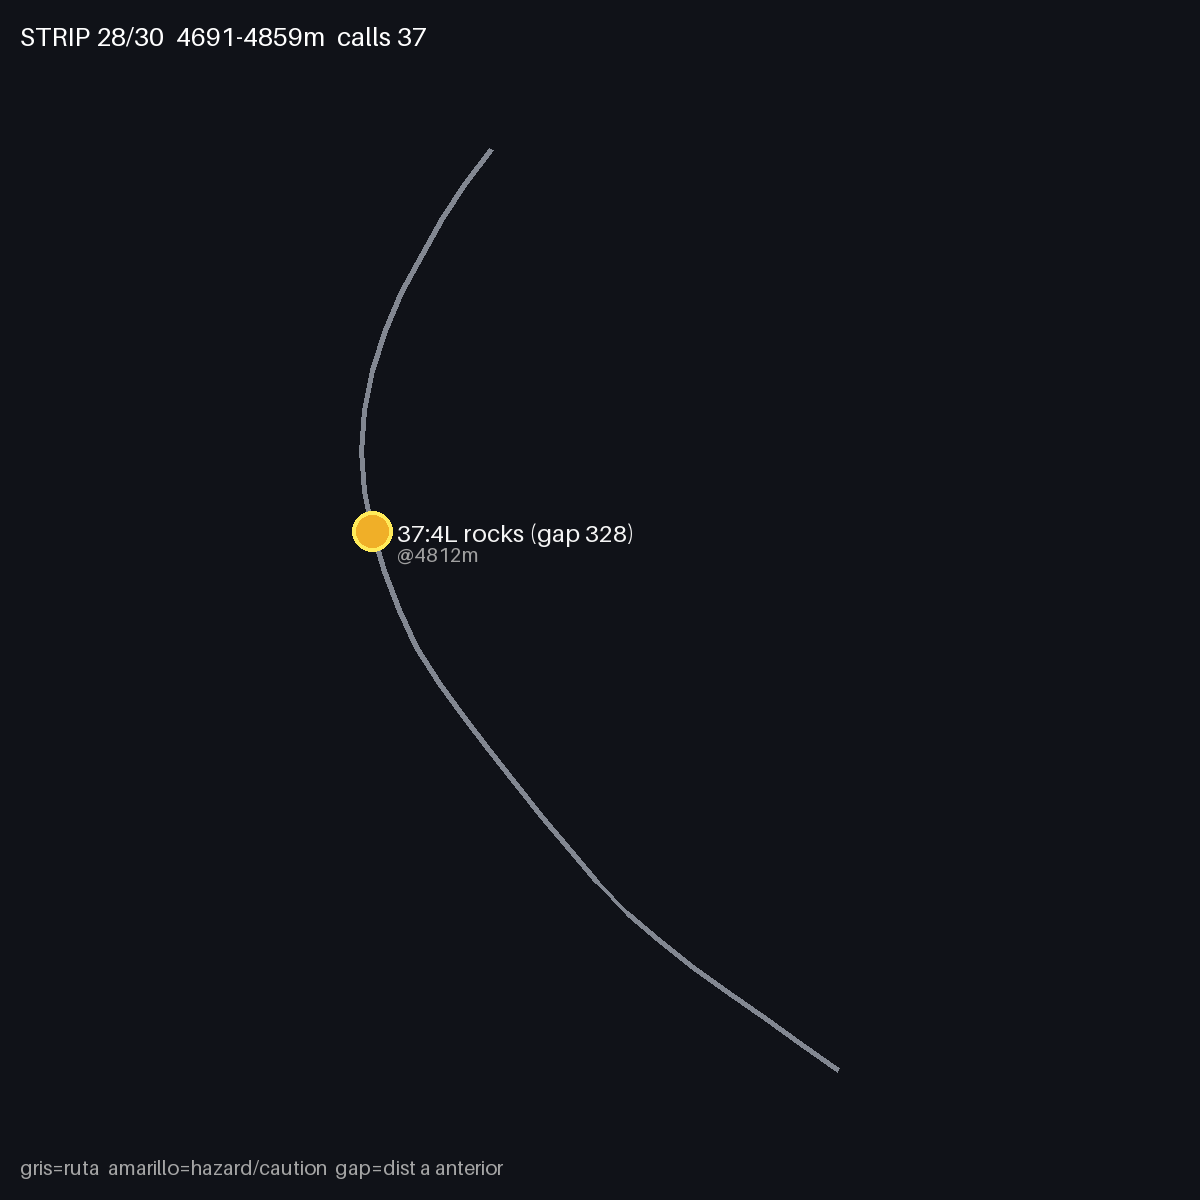 STRIP 28/30 4691-4859m calls 37
37:4L rocks (gap 328)
@4812m
gris=ruta amarillo=hazard/caution gap=dist a anterior